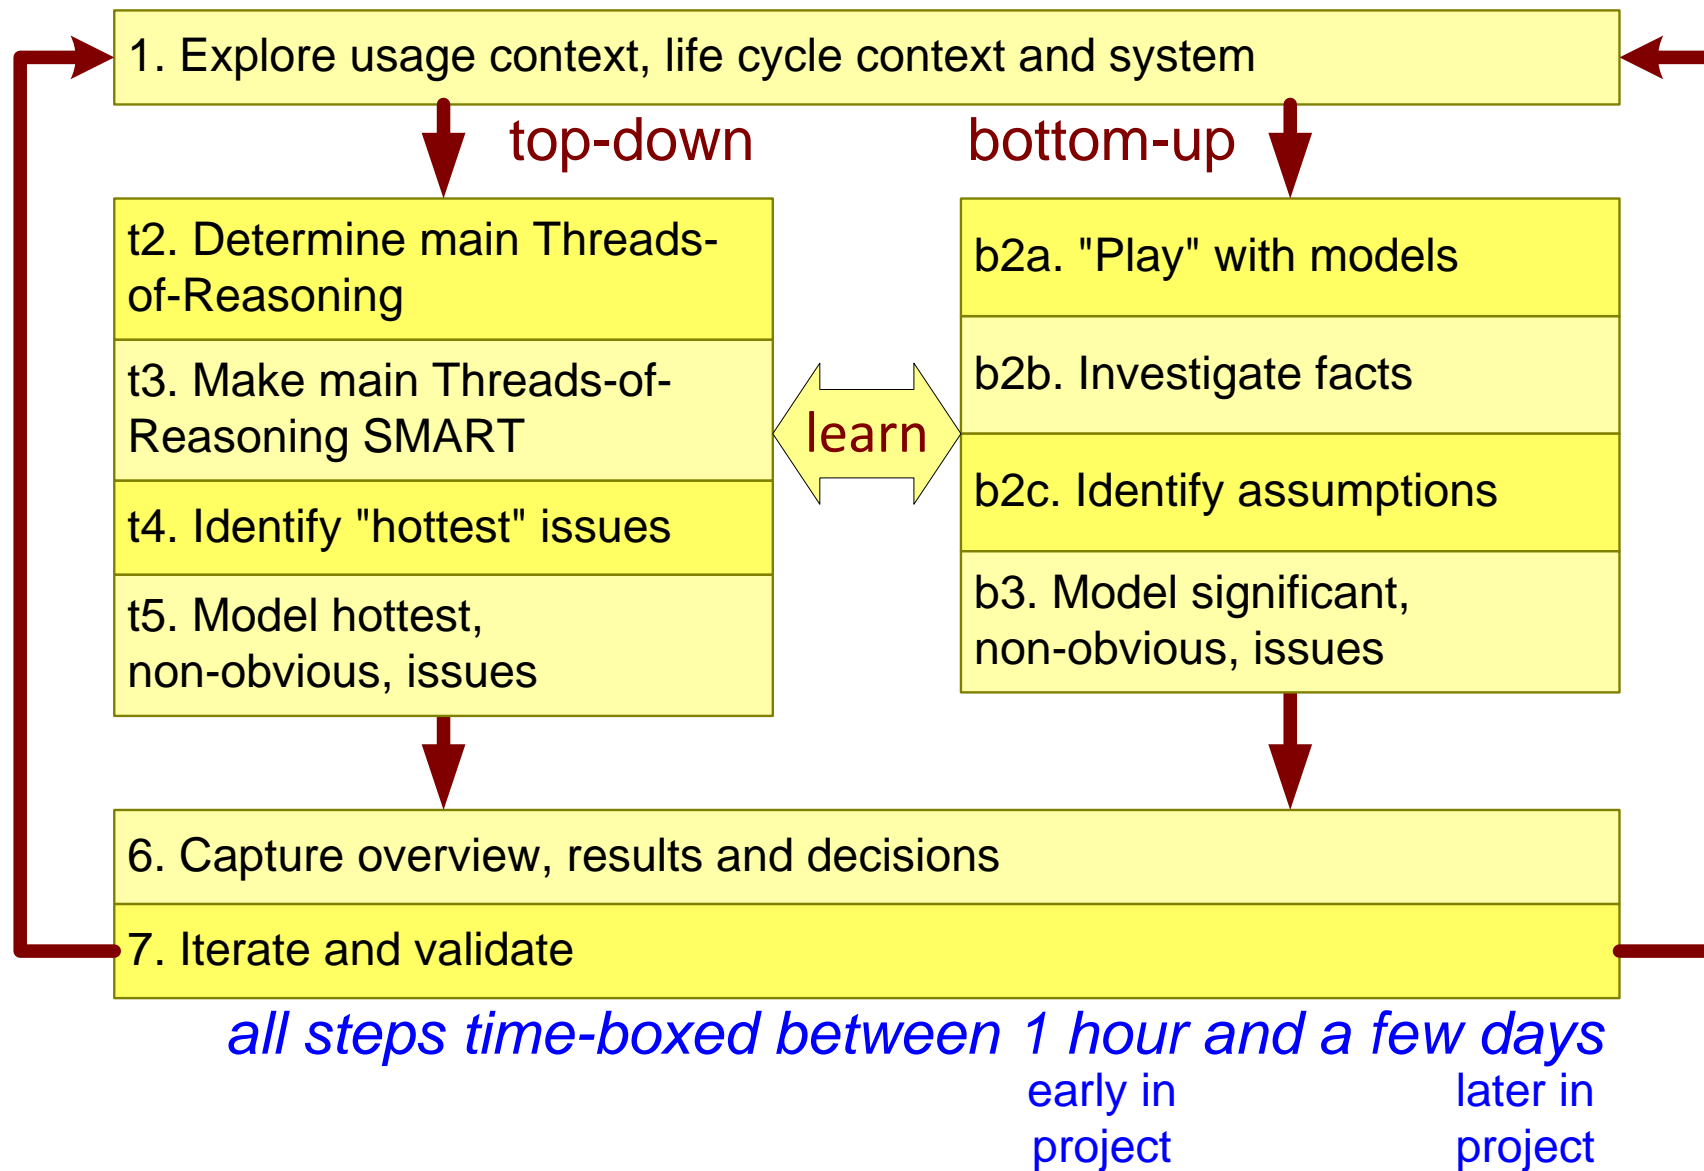 1. Explore usage context, life cycle context and system
top-down
bottom-up
t2. Determine main Threads-
of-Reasoning
t3. Make main Threads-of-
Reasoning SMART
t4. Identify "hottest" issues
t5. Model hottest,
non-obvious, issues
learn
b2a. "Play" with models
b2b. Investigate facts
b2c. Identify assumptions
b3. Model significant,
non-obvious, issues
6. Capture overview, results and decisions
7. Iterate and validate
all steps time-boxed between 1 hour and a few days
early in
project
later in
project